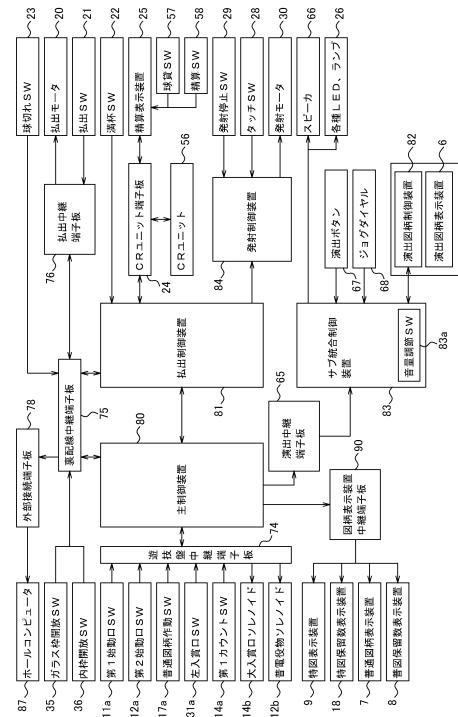 87 ホールコンピュータ
35 ガラス枠開放SW
36 内枠開放SW
11a 第1始動口SW
12a 第2始動口SW
17a 普通図柄作動SW
31a 左入賞口SW
14a 第1カウントSW
14b 大入賞口ソレノイド
12b 普電役物ソレノイド
9 特図表示装置
18 特図保留数表示装置
7 普通図柄表示装置
8 普図保留数表示装置
外部接続端子板 78
裏配線中継端子板 75
遊技盤中継端子板 74
主制御装置 80
演出中継
端子板 65
図柄表示装置
中継端子板 90
払出中継
端子板 76
払出制御装置 81
CRユニット端子板 24
CRユニット 56
発射制御装置 84
サブ統合制御
装置 83
音量調節SW 83a
演出ボタン 67
ジョグダイヤル 68
演出図柄制御装置 82
演出図柄表示装置 6
球切れSW 23
払出モータ 20
払出SW 21
満杯SW 22
精算表示装置 25
球貸SW 57
精算SW 58
発射停止SW 29
タッチSW 28
発射モータ 30
スピーカ 66
各種LED、ランプ 26